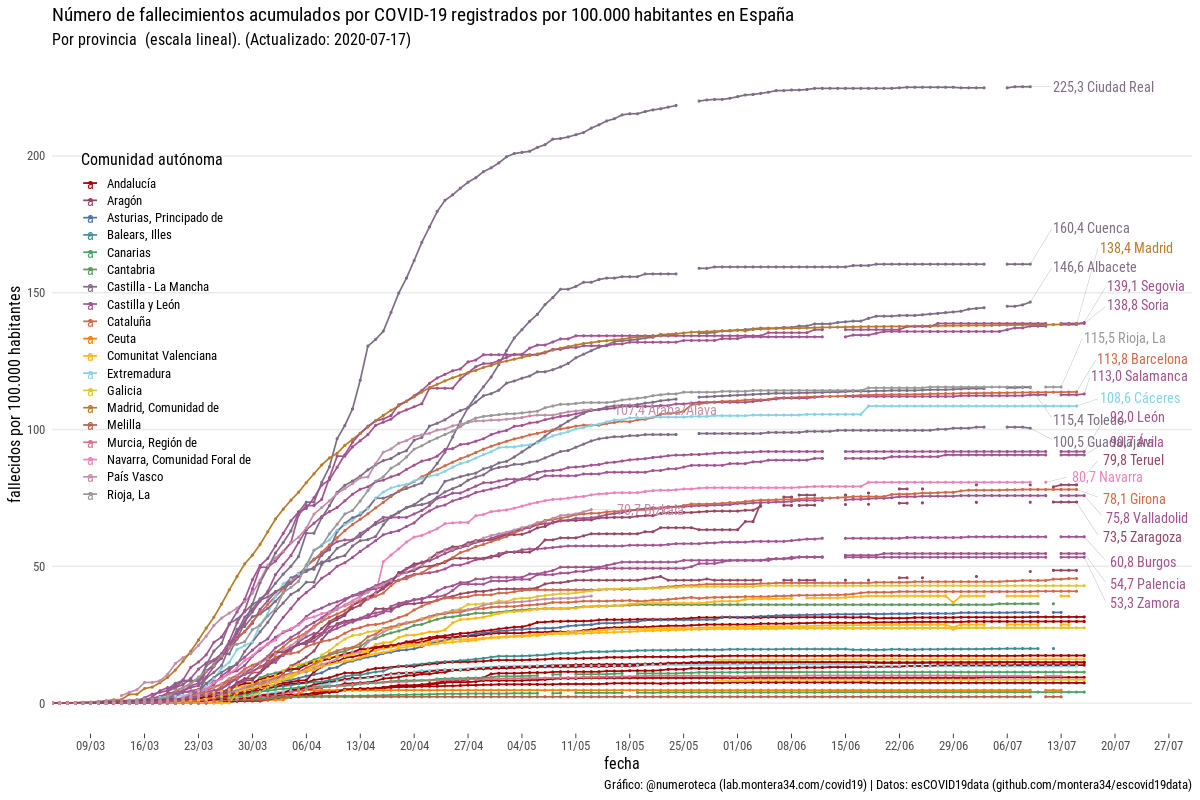 Número de fallecimientos acumulados por COVID-19 registrados por 100.000 habitantes en España
Por provincia (escala lineal). (Actualizado: 2020-07-17)
fallecidos por 100.000 habitantes
200
150
100
50
0
Comunidad autónoma
Andalucía
Aragón
Asturias, Principado de
Balears, Illes
Canarias
Cantabria
Castilla - La Mancha
Castilla y León
Cataluña
Ceuta
Comunitat Valenciana
Extremadura
Galicia
Madrid, Comunidad de
Melilla
Murcia, Región de
Navarra, Comunidad Foral de
País Vasco
Rioja, La
225,3 Ciudad Real
160,4 Cuenca
138,4 Madrid
146,6 Albacete
139,1 Segovia
138,8 Soria
115,5 Rioja, La
113,8 Barcelona
113,0 Salamanca
108,6 Cáceres
107,4 Araba/Álava
115,4 Toledo
92,0 León
100,5 Guadalajara
90,7 Ávila
79,8 Teruel
80,7 Navarra
78,1 Girona
75,8 Valladolid
73,5 Zaragoza
60,8 Burgos
54,7 Palencia
53,3 Zamora
09/03
16/03
23/03
30/03
06/04
13/04
20/04
27/04
04/05
11/05
18/05
25/05
01/06
08/06
15/06
22/06
29/06
06/07
13/07
20/07
27/07
fecha
Gráfico: @numeroteca (lab.montera34.com/covid19) | Datos: esCOVID19data (github.com/montera34/escovid19data)